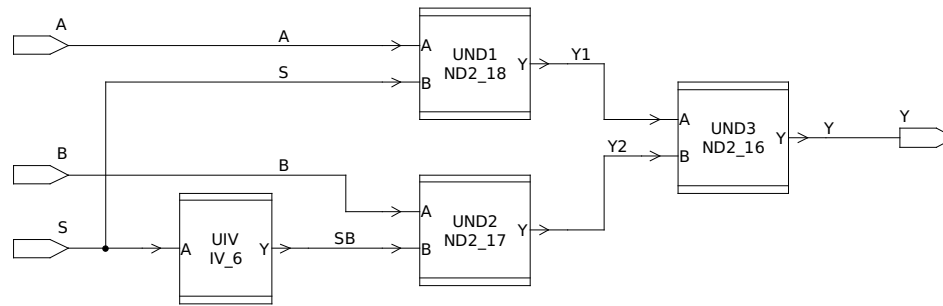 A
A
S
A
B
UND1
ND2_18
Y
Y1
A
B
UND3
ND2_16
Y
Y
Y
B
B
Y2
A
B
UND2
ND2_17
Y
S
A
UIV
IV_6
Y
SB